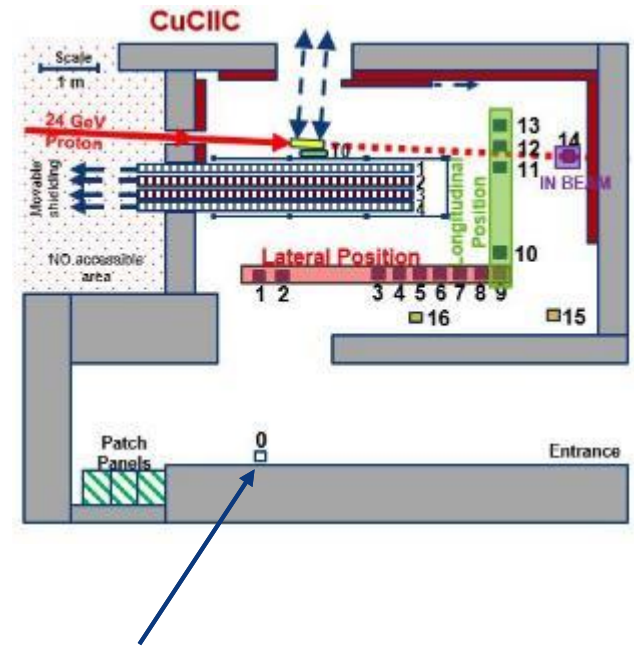 CuCIIC
Scale
1 m
24 GeV
Proton
Movable
shielding
NO accessible
area
1
2
3
Lateral Position
Longitudinal
Position
13
12
11
10
14
IN BEAM
1 2 3 4 5 6 7 8 9
16
15
Patch
Panels
0
Entrance